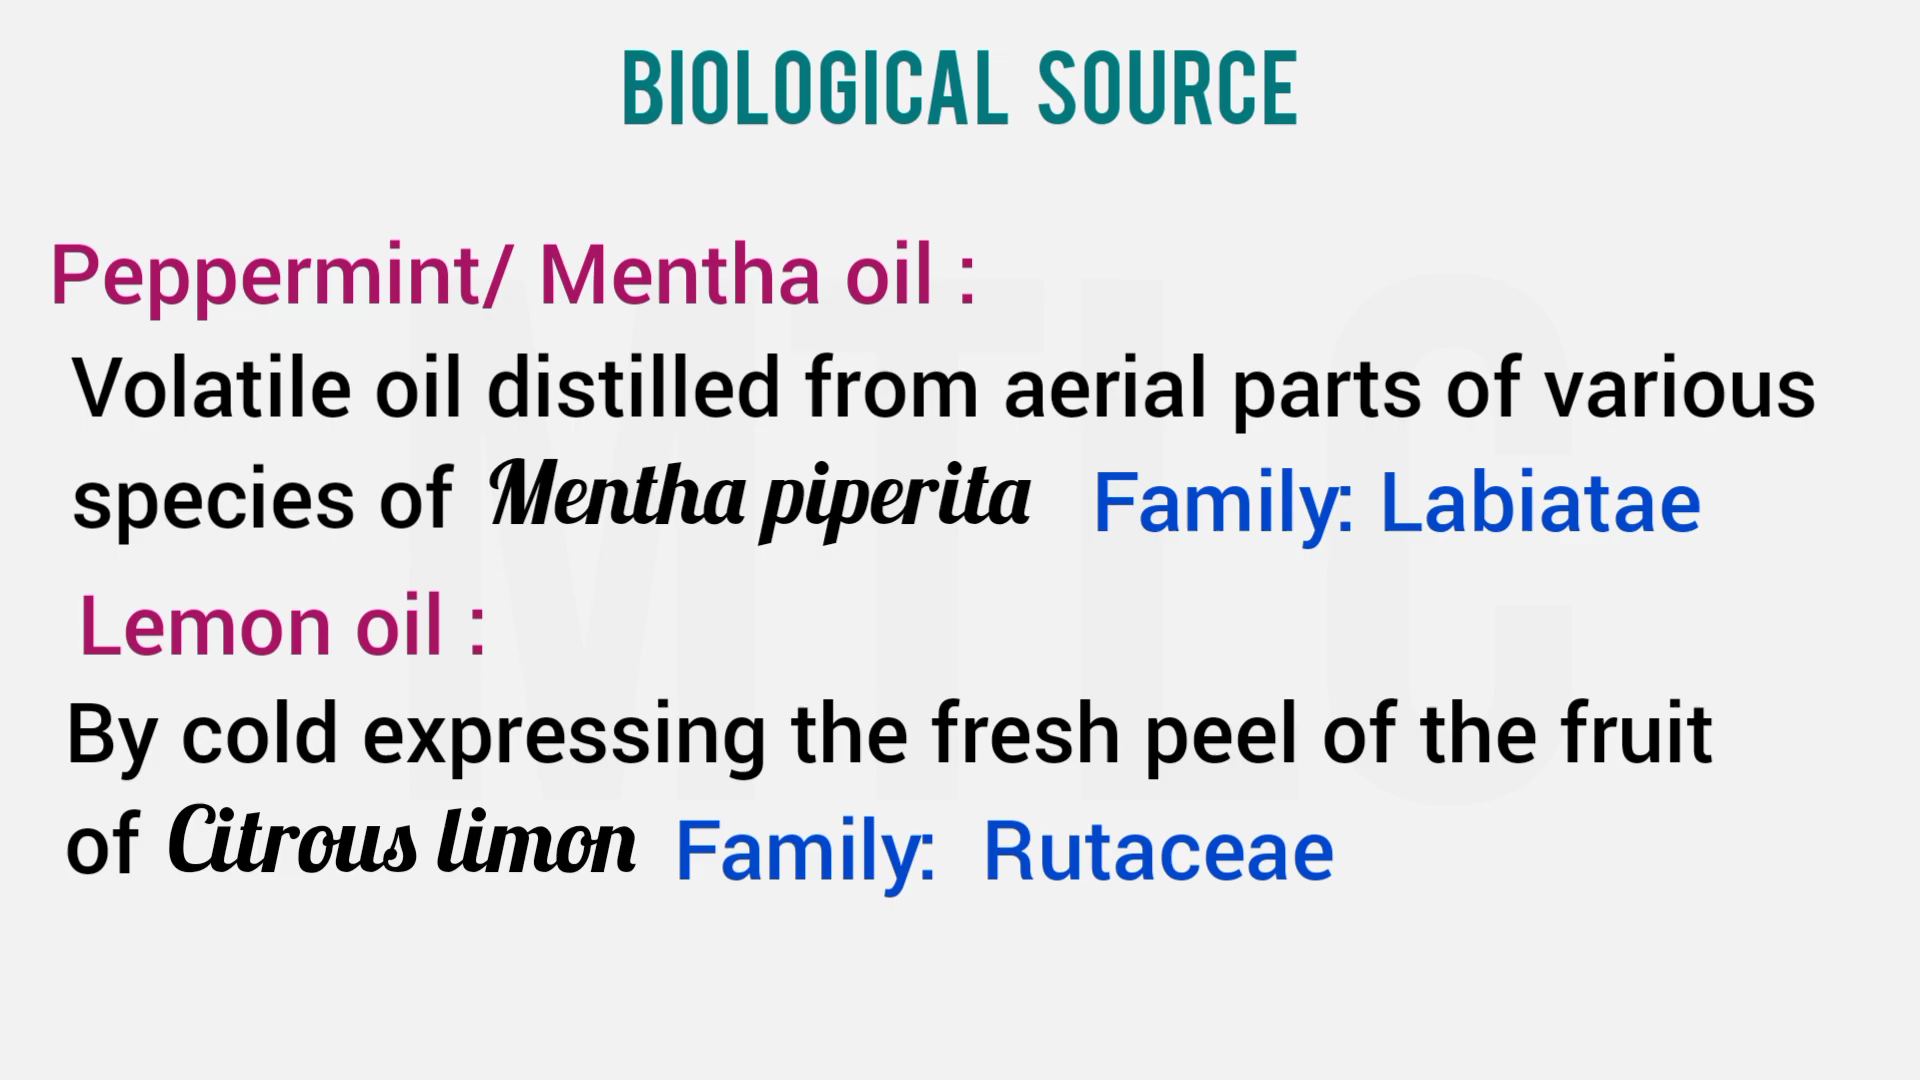 BIOLOGICAL SOURCE
Peppermint/ Mentha oil :
Volatile oil distilled from aerial parts of various
species of Mentha piperita Family: Labiatae
Lemon oil :
By cold expressing the fresh peel of the fruit
of Citrous limon Family: Rutaceae